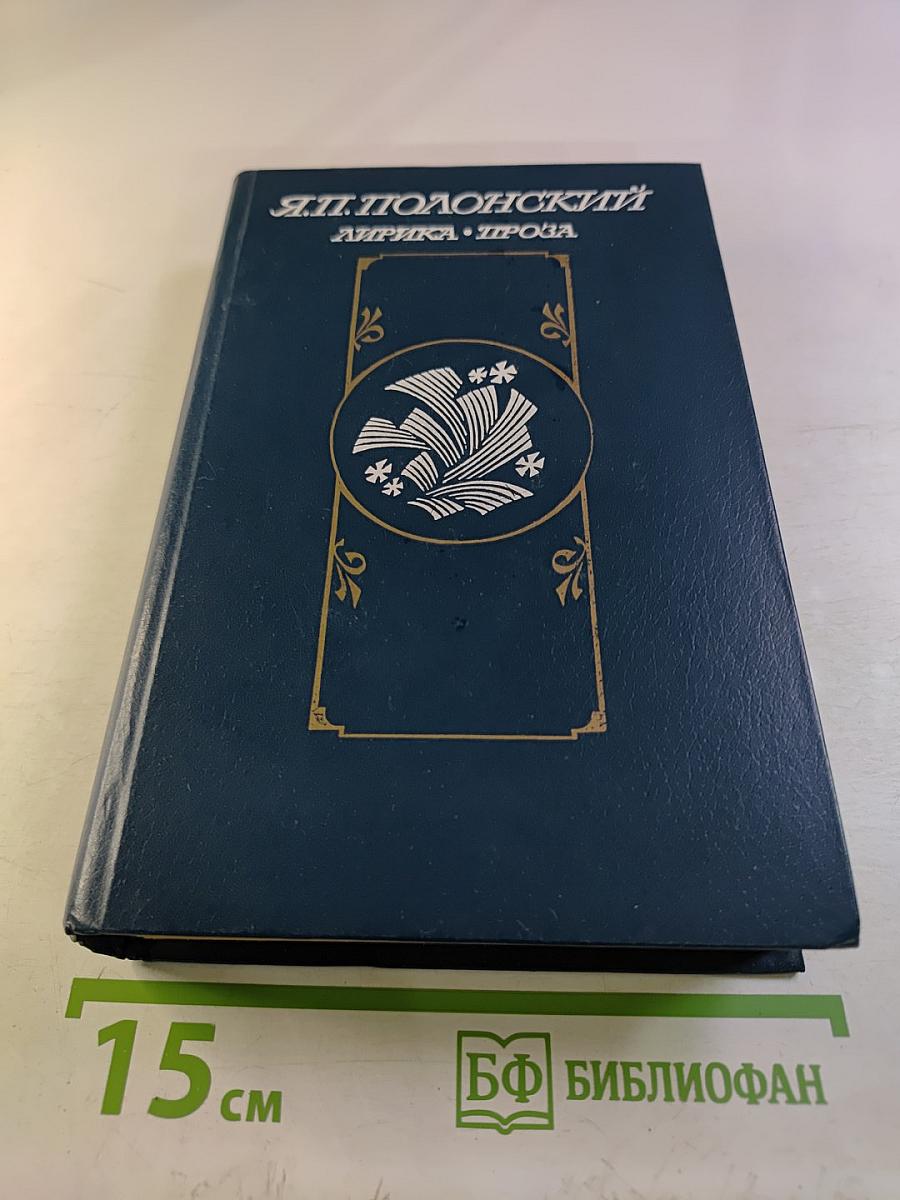 Я.П. ПОЛОНСКИЙ
ЛИРИКА • ПРОЗА
15 см
БФ БИБЛИОФАН